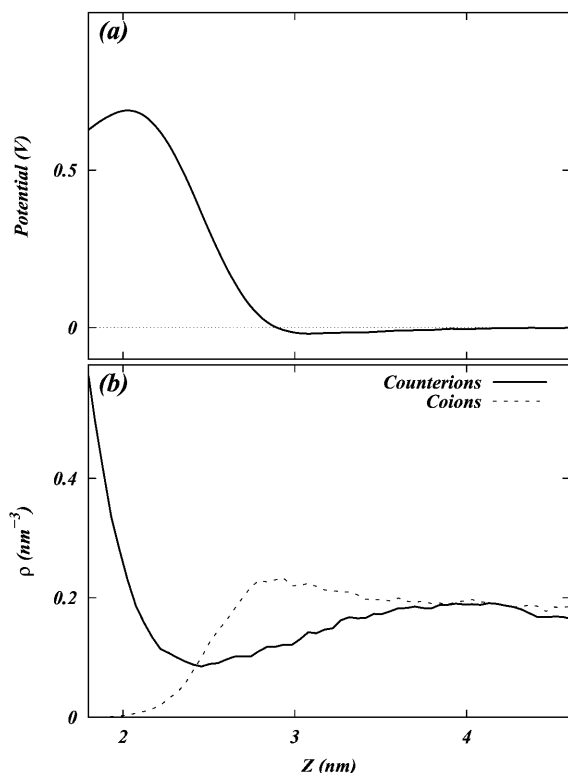 (a)
Potential (V)
0.5
0
(b)
Counterions
Coions
ρ (nm⁻³)
0.4
0.2
0
2
3
4
Z (nm)